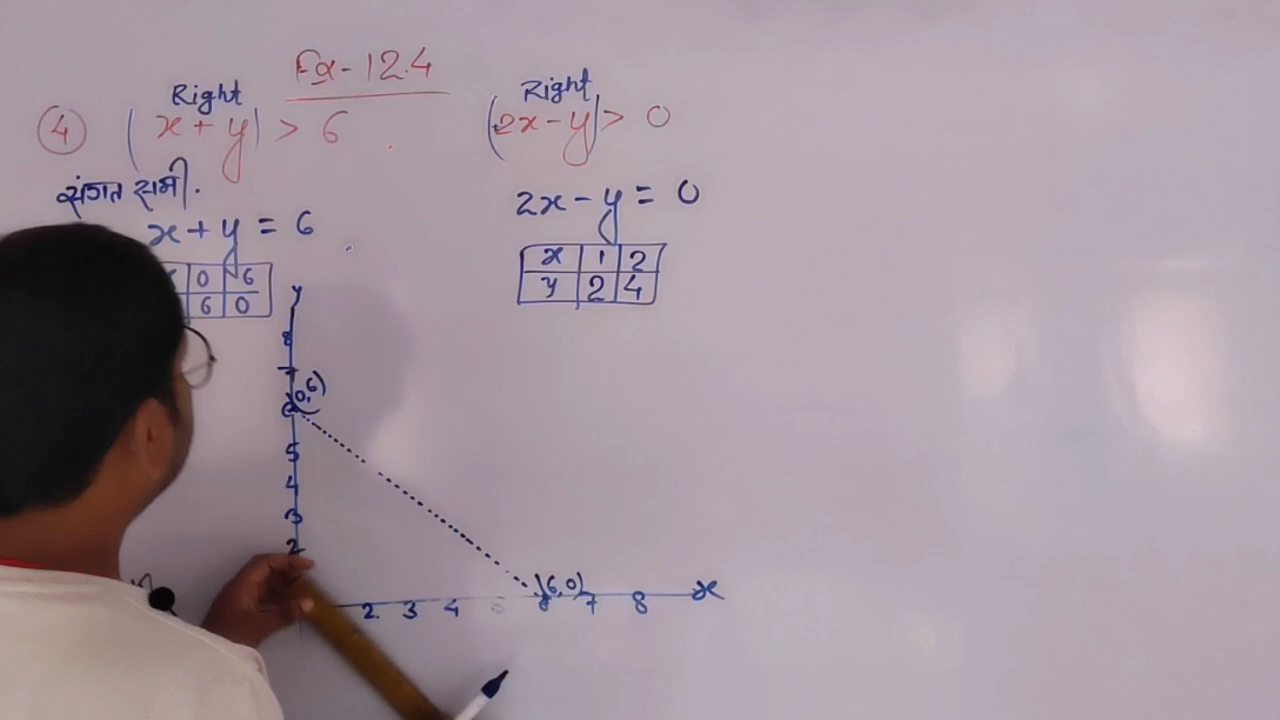 Ex - 12.4
Right Right
④ (x + y) > 6 . (2x - y) > 0
संगत समी.
x + y = 6 2x - y = 0
0 6
6 0
x 1 2
y 2 4
y
8
7
6 (0,6)
5
4
3
2
2 3 4 5 6 (6,0) 7 8 x